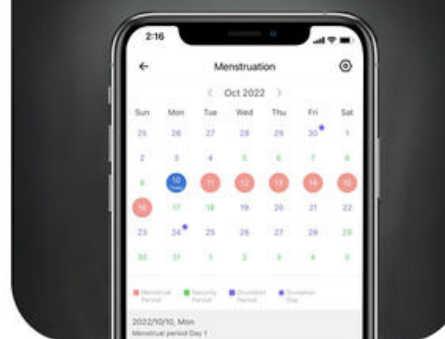 2:16
Menstruation
< Oct 2022 >
Sun Mon Tue Wed Thu Fri Sat
25 26 27 28 29 30 1
2 3 4 5 6 7 8
9 10 11 12 13 14 15
Today
16 17 18 19 20 21 22
23 24 25 26 27 28 29
30 31 1 2 3 4 5
Menstrual Period Security Period Ovulation Period Ovulation Day
2022/10/10, Mon
Menstrual period Day 1